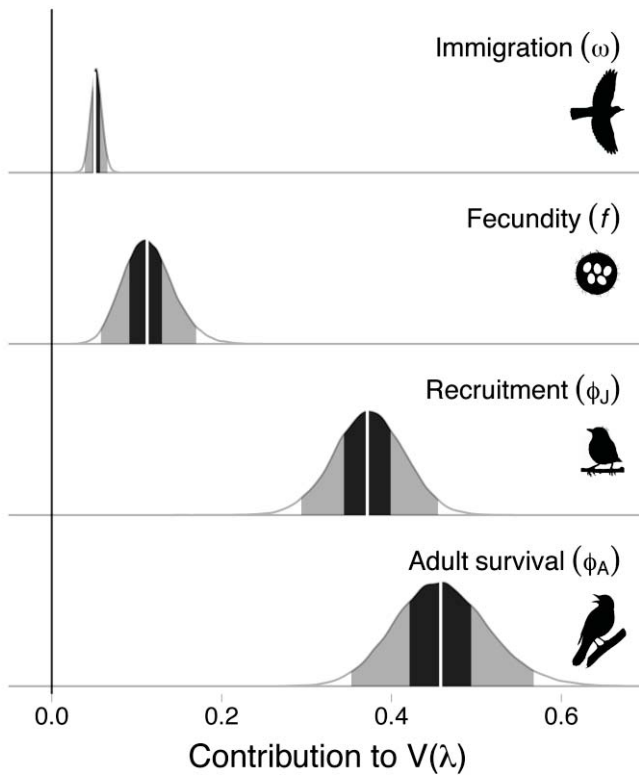 Immigration (ω)
Fecundity (f)
Recruitment (ϕJ)
Adult survival (ϕA)
0.0 0.2 0.4 0.6
Contribution to V(λ)